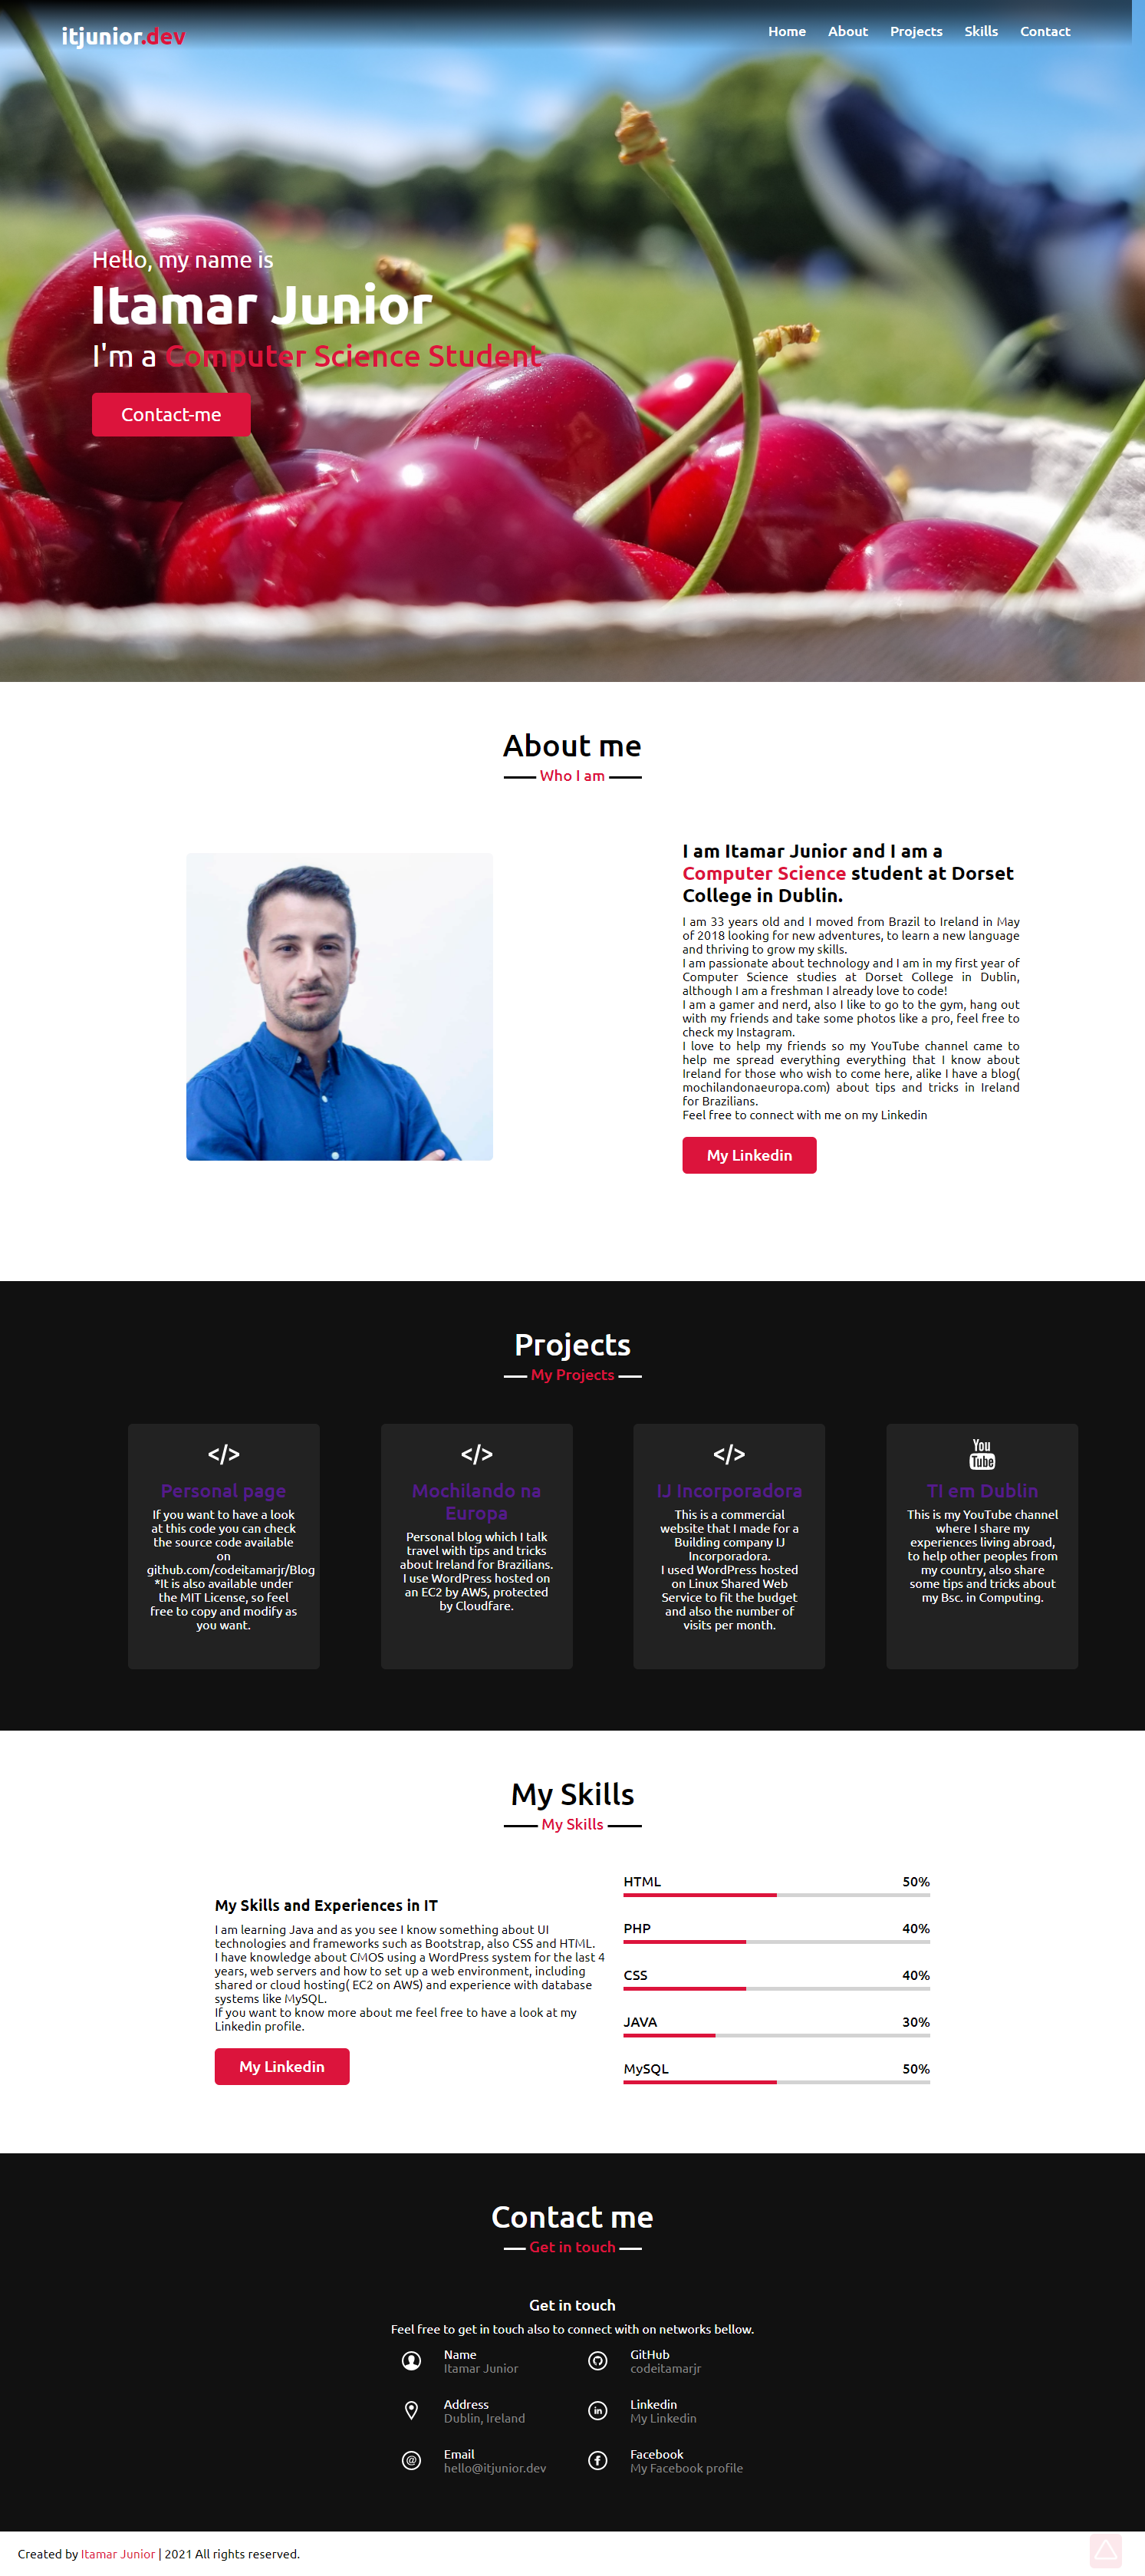 itjunior.dev
Home About Projects Skills Contact
Hello, my name is
Itamar Junior
I'm a Computer Science Student
Contact-me
About me
Who I am
I am Itamar Junior and I am a
Computer Science student at Dorset
College in Dublin.
I am 33 years old and I moved from Brazil to Ireland in May
of 2018 looking for new adventures, to learn a new language
and thriving to grow my skills.
I am passionate about technology and I am in my first year of
Computer Science studies at Dorset College in Dublin,
although I am a freshman I already love to code!
I am a gamer and nerd, also I like to go to the gym, hang out
with my friends and take some photos like a pro, feel free to
check my Instagram.
I love to help my friends so my YouTube channel came to
help me spread everything everything that I know about
Ireland for those who wish to come here, alike I have a blog(
mochilandonaeuropa.com) about tips and tricks in Ireland
for Brazilians.
Feel free to connect with me on my Linkedin
My Linkedin
Projects
My Projects
</>
Personal page
If you want to have a look
at this code you can check
the source code available
on
github.com/codeitamarjr/Blog
*It is also available under
the MIT License, so feel
free to copy and modify as
you want.
</>
Mochilando na
Europa
Personal blog which I talk
travel with tips and tricks
about Ireland for Brazilians.
I use WordPress hosted on
an EC2 by AWS, protected
by Cloudfare.
</>
IJ Incorporadora
This is a commercial
website that I made for a
Building company IJ
Incorporadora.
I used WordPress hosted
on Linux Shared Web
Service to fit the budget
and also the number of
visits per month.
You
Tube
TI em Dublin
This is my YouTube channel
where I share my
experiences living abroad,
to help other peoples from
my country, also share
some tips and tricks about
my Bsc. in Computing.
My Skills
My Skills
My Skills and Experiences in IT
I am learning Java and as you see I know something about UI
technologies and frameworks such as Bootstrap, also CSS and HTML.
I have knowledge about CMOS using a WordPress system for the last 4
years, web servers and how to set up a web environment, including
shared or cloud hosting( EC2 on AWS) and experience with database
systems like MySQL.
If you want to know more about me feel free to have a look at my
Linkedin profile.
My Linkedin
HTML 50%
PHP 40%
CSS 40%
JAVA 30%
MySQL 50%
Contact me
Get in touch
Get in touch
Feel free to get in touch also to connect with on networks bellow.
Name
Itamar Junior
GitHub
codeitamarjr
Address
Dublin, Ireland
Linkedin
My Linkedin
Email
hello@itjunior.dev
Facebook
My Facebook profile
Created by Itamar Junior | 2021 All rights reserved.